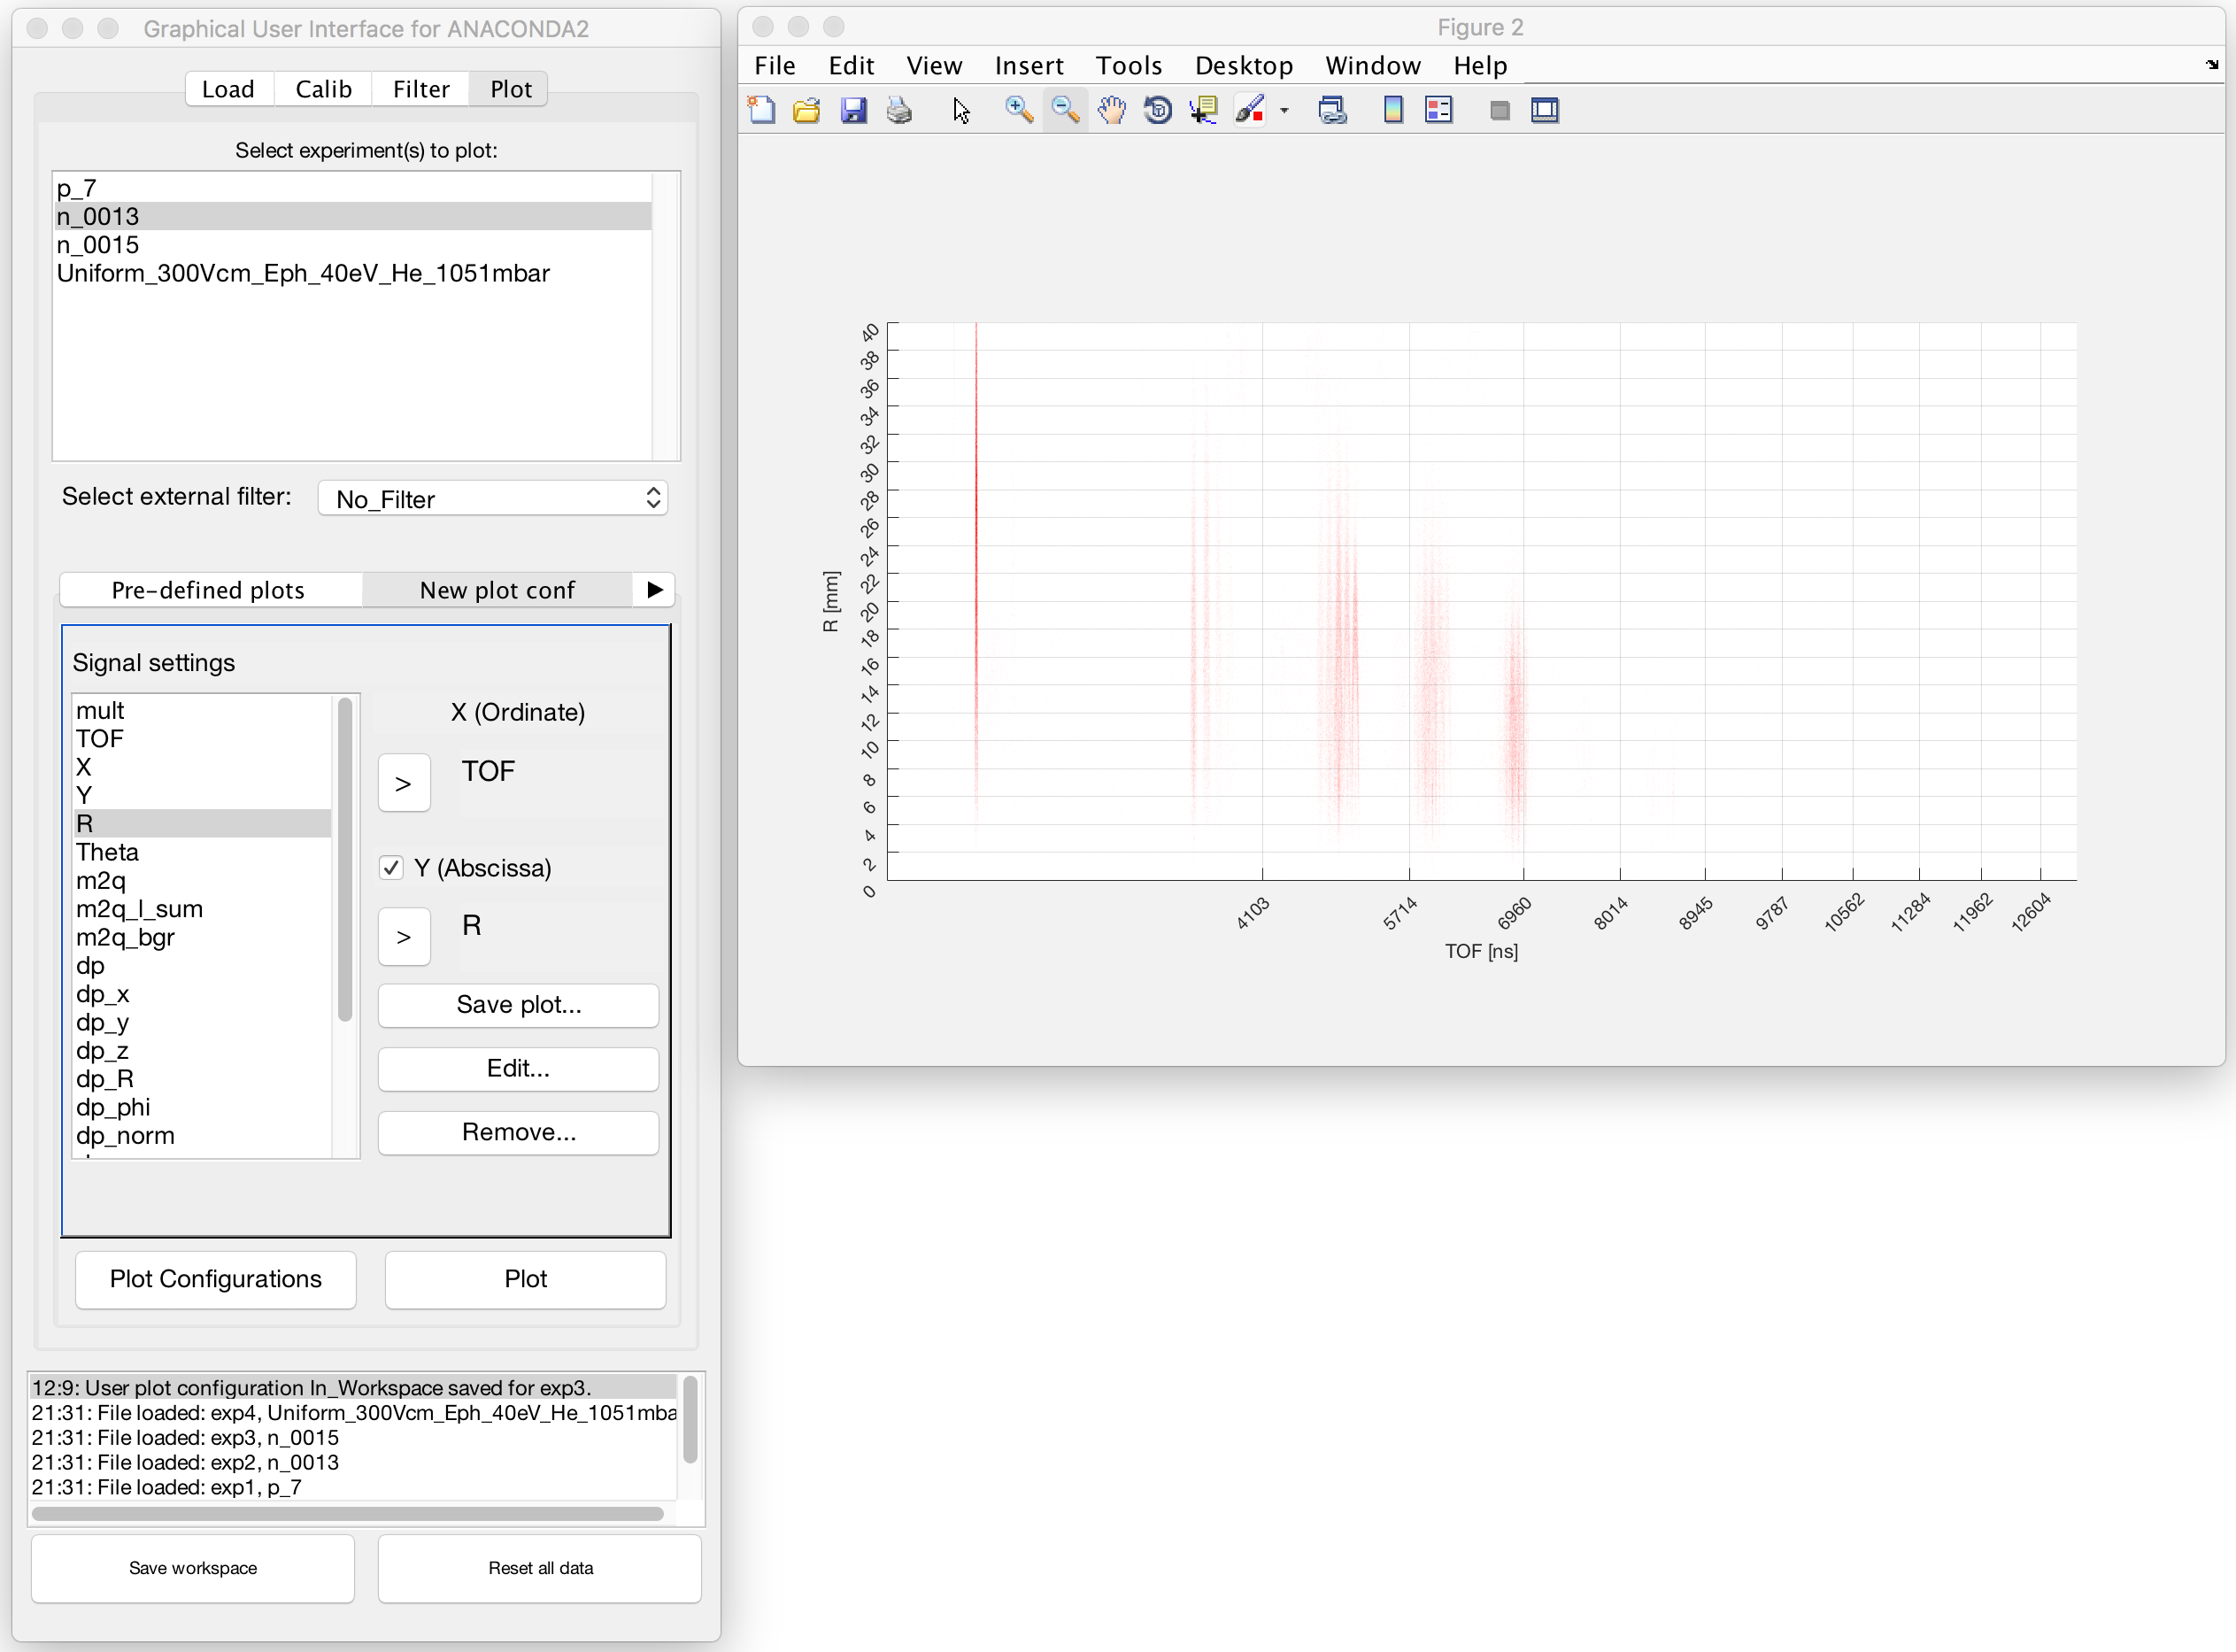 Graphical User Interface for ANACONDA2
Load Calib Filter Plot
Select experiment(s) to plot:
p_7
n_0013
n_0015
Uniform_300Vcm_Eph_40eV_He_1051mbar
Select external filter: No_Filter
Pre-defined plots New plot conf
Signal settings
mult
TOF
X
Y
R
Theta
m2q
m2q_l_sum
m2q_bgr
dp
dp_x
dp_y
dp_z
dp_R
dp_phi
dp_norm
X (Ordinate)
> TOF
Y (Abscissa)
> R
Save plot...
Edit...
Remove...
Plot Configurations Plot
12:9: User plot configuration In_Workspace saved for exp3.
21:31: File loaded: exp4, Uniform_300Vcm_Eph_40eV_He_1051mba
21:31: File loaded: exp3, n_0015
21:31: File loaded: exp2, n_0013
21:31: File loaded: exp1, p_7
Save workspace Reset all data
Figure 2
File Edit View Insert Tools Desktop Window Help
R [mm]
40
38
36
34
32
30
28
26
24
22
20
18
16
14
12
10
8
6
4
2
0
4103 5714 6960 8014 8945 9787 10562 11284 11962 12604
TOF [ns]